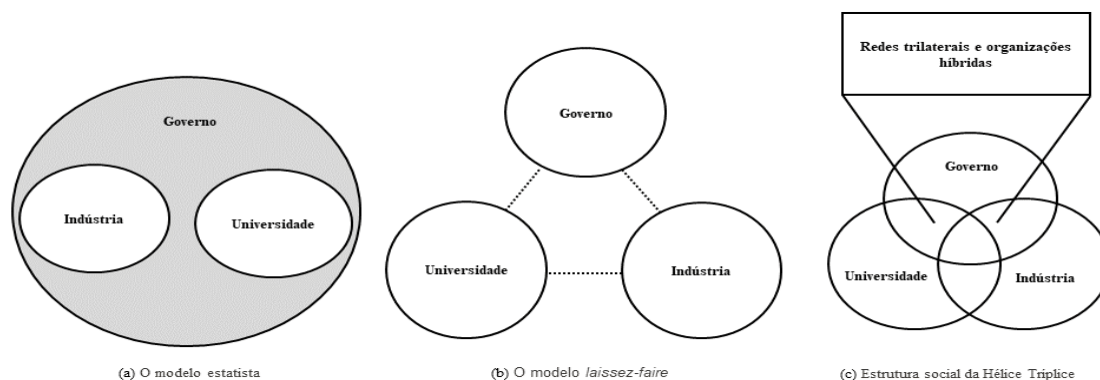 Governo
Indústria
Universidade
(a) O modelo estatista
Governo
Universidade
Indústria
(b) O modelo laissez-faire
Redes trilaterais e organizações
híbridas
Governo
Universidade
Indústria
(c) Estrutura social da Hélice Tríplice